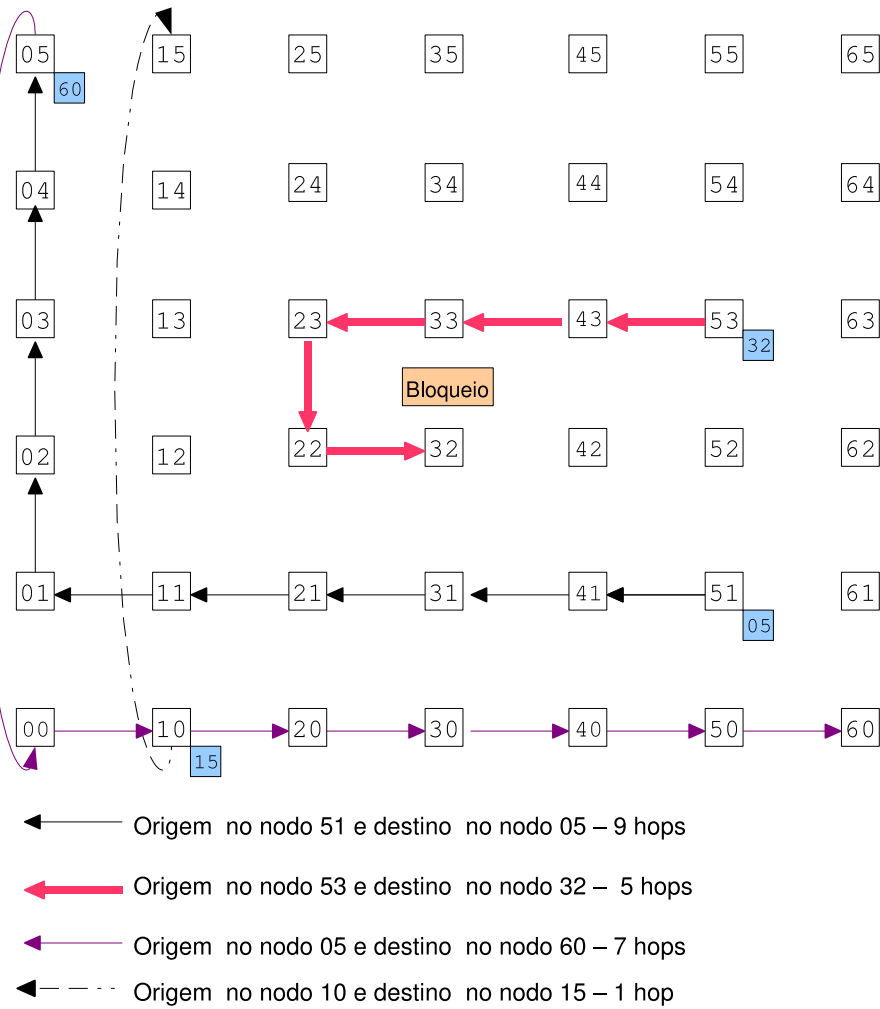 05 15 25 35 45 55 65
60
04 14 24 34 44 54 64
03 13 23 33 43 53 63
32
Bloqueio
02 12 22 32 42 52 62
01 11 21 31 41 51 61
05
00 10 20 30 40 50 60
15
Origem no nodo 51 e destino no nodo 05 – 9 hops
Origem no nodo 53 e destino no nodo 32 – 5 hops
Origem no nodo 05 e destino no nodo 60 – 7 hops
Origem no nodo 10 e destino no nodo 15 – 1 hop